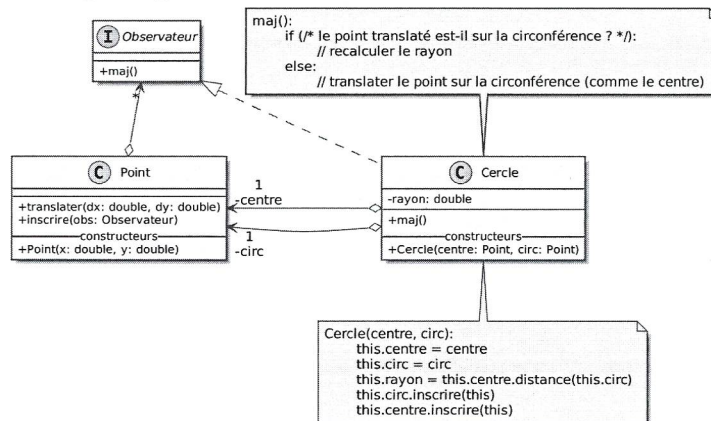 I Observateur
+maj()
*
maj():
if (/* le point translaté est-il sur la circonférence ? */):
// recalculer le rayon
else:
// translater le point sur la circonférence (comme le centre)
C Point
+translater(dx: double, dy: double)
+inscrire(obs: Observateur)
constructeurs
+Point(x: double, y: double)
1
-centre
1
-circ
C Cercle
-rayon: double
+maj()
constructeurs
+Cercle(centre: Point, circ: Point)
Cercle(centre, circ):
this.centre = centre
this.circ = circ
this.rayon = this.centre.distance(this.circ)
this.circ.inscrire(this)
this.centre.inscrire(this)